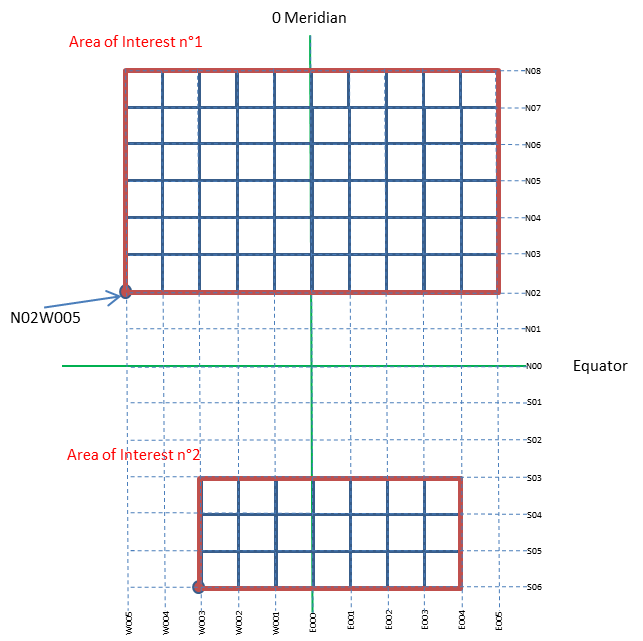 0 Meridian
Area of Interest n°1
N08
N07
N06
N05
N04
N03
N02
N02W005
N01
N00
Equator
S01
S02
Area of Interest n°2
S03
S04
S05
S06
W005
W004
W003
W002
W001
E000
E001
E002
E003
E004
E005